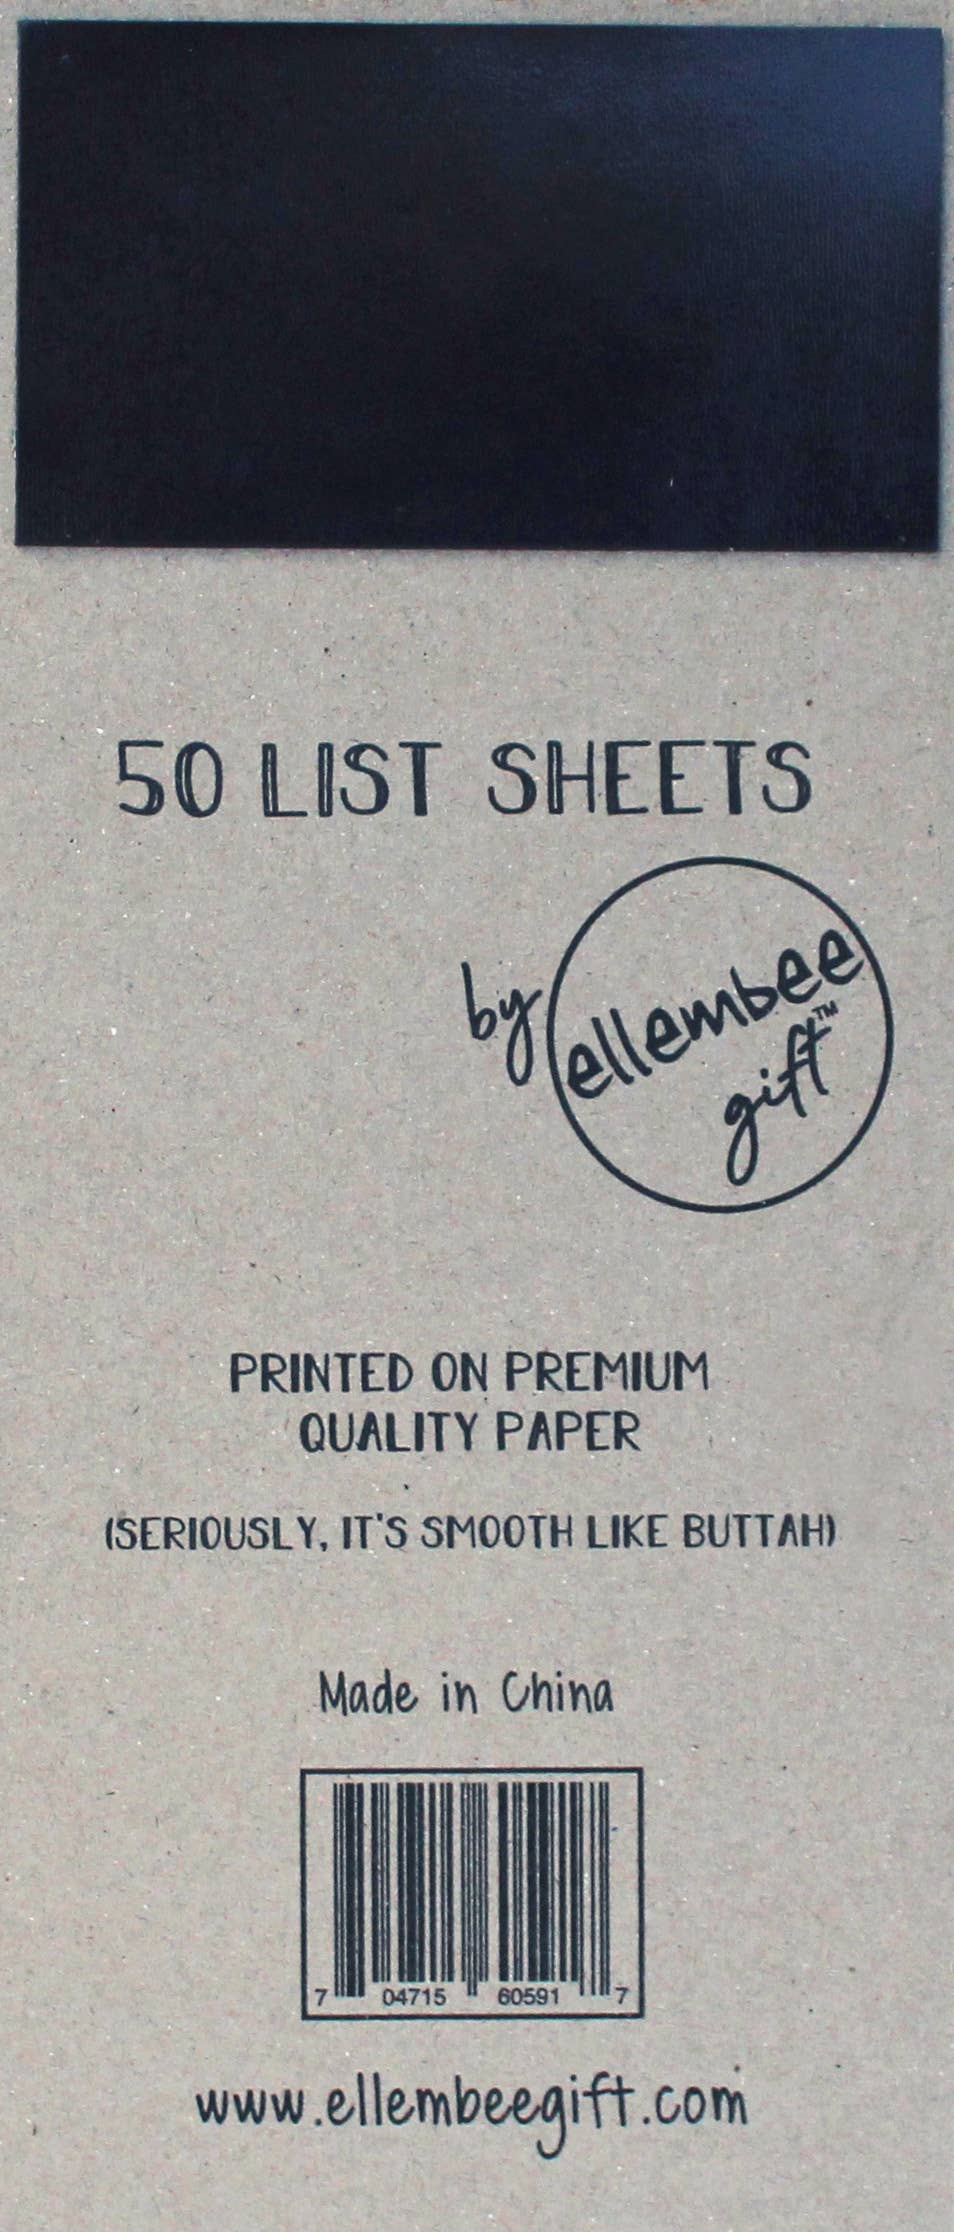 50 LIST SHEETS
by ellembee
gift™
PRINTED ON PREMIUM
QUALITY PAPER
(SERIOUSLY, IT'S SMOOTH LIKE BUTTAH)
Made in China
7 04715 60591 7
www.ellembeegift.com